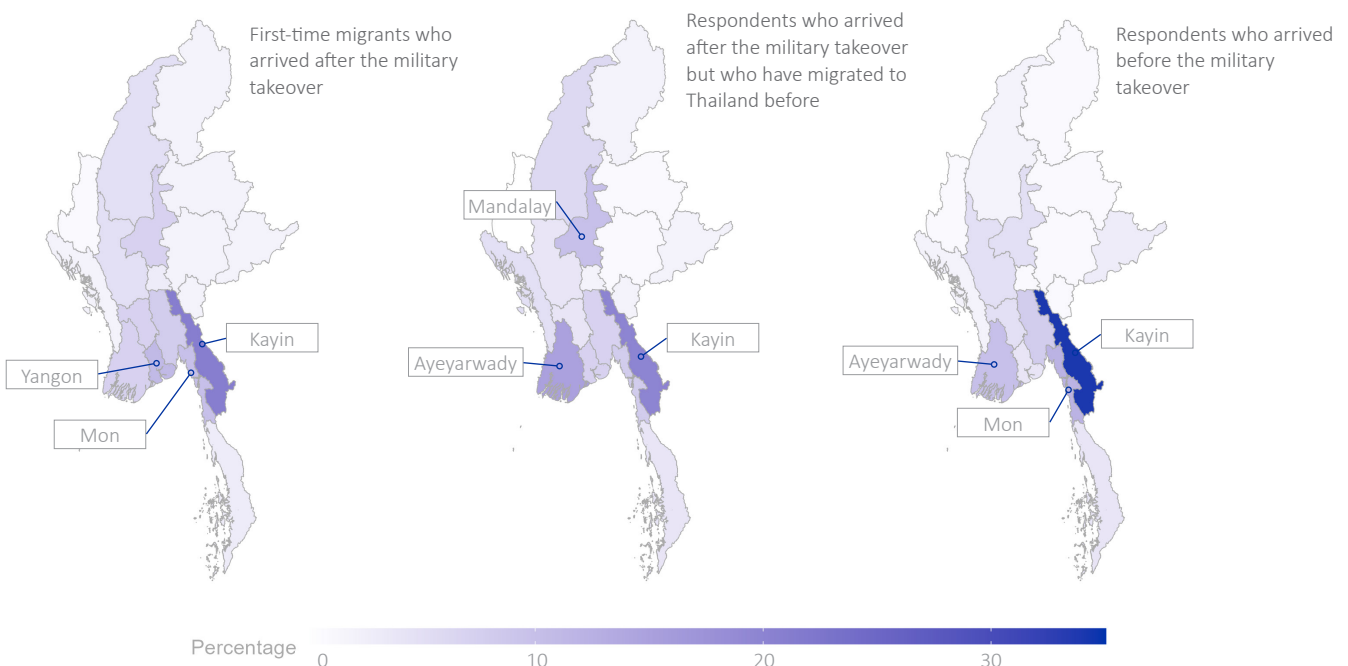 First-time migrants who
arrived after the military
takeover
Yangon
Kayin
Mon
Respondents who arrived
after the military takeover
but who have migrated to
Thailand before
Mandalay
Ayeyarwady
Kayin
Respondents who arrived
before the military
takeover
Kayin
Ayeyarwady
Mon
Percentage
0 10 20 30